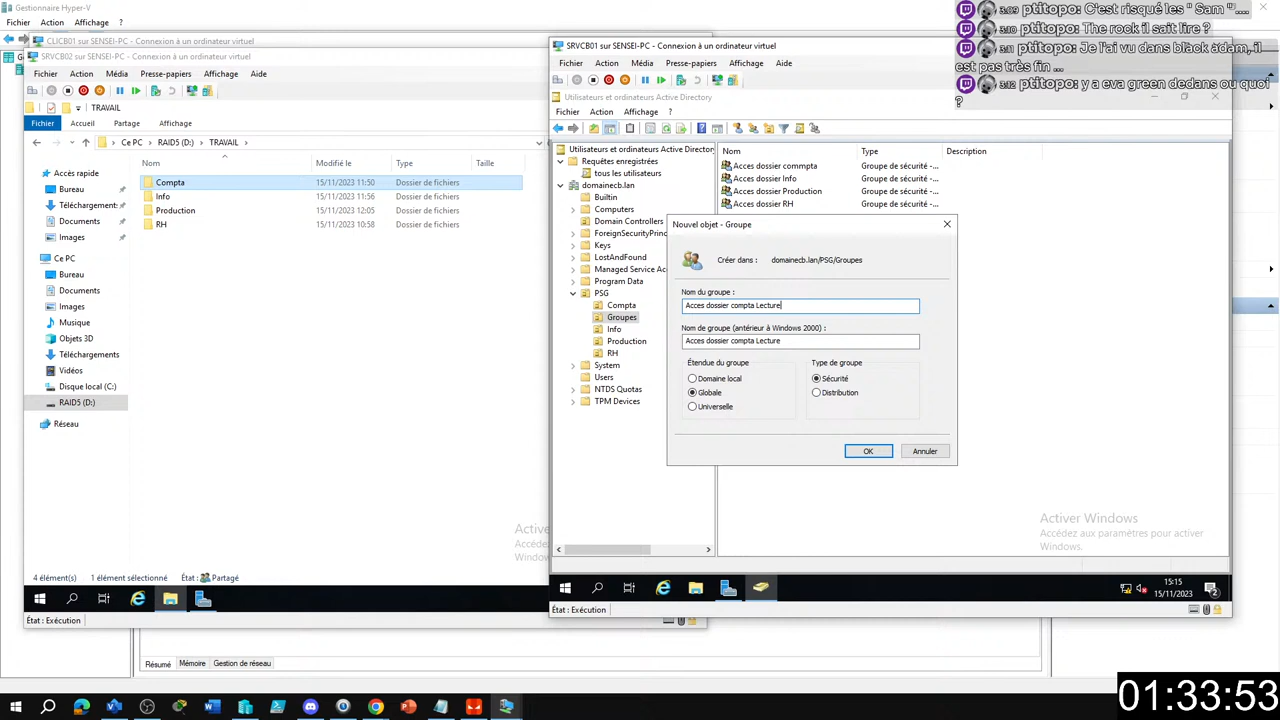 Gestionnaire Hyper-V
Fichier Action Affichage ?
3:09 ptitopo: C'est risqué les " Sam "....
3:10 ptitopo: The rock il sait lire ?
3:11 ptitopo: Je l'ai vu dans black adam, il
est pas très fin ...
3:12 ptitopo: y a eva green dedans ou quoi
?
CLICB01 sur SENSEI-PC - Connexion à un ordinateur virtuel
SRVCB02 sur SENSEI-PC - Connexion à un ordinateur virtuel
Fichier Action Média Presse-papiers Affichage Aide
TRAVAIL
Fichier Accueil Partage Affichage
Ce PC > RAID5 (D:) > TRAVAIL >
Nom Modifié le Type Taille
Compta 15/11/2023 11:50 Dossier de fichiers
Info 15/11/2023 11:56 Dossier de fichiers
Production 15/11/2023 12:05 Dossier de fichiers
RH 15/11/2023 10:58 Dossier de fichiers
Accès rapide
Bureau
Téléchargement:
Documents
Images
Ce PC
Bureau
Documents
Images
Musique
Objets 3D
Téléchargements
Vidéos
Disque local (C:)
RAID5 (D:)
Réseau
Activer
Accédez
Windows
4 élément(s) 1 élément sélectionné État : Partagé
État : Exécution
Résumé Mémoire Gestion de réseau
SRVCB01 sur SENSEI-PC - Connexion à un ordinateur virtuel
Fichier Action Média Presse-papiers Affichage Aide
Utilisateurs et ordinateurs Active Directory
Fichier Action Affichage ?
Utilisateurs et ordinateurs Active Directory
Requêtes enregistrées
tous les utilisateurs
domainecb.lan
Builtin
Computers
Domain Controllers
ForeignSecurityPrinc
Keys
LostAndFound
Managed Service Acc
Program Data
PSG
Compta
Groupes
Info
Production
RH
System
Users
NTDS Quotas
TPM Devices
Nom Type Description
Acces dossier commpta Groupe de sécurité -...
Acces dossier Info Groupe de sécurité -...
Acces dossier Production Groupe de sécurité -...
Acces dossier RH Groupe de sécurité -...
Nouvel objet - Groupe
Créer dans : domainecb.lan/PSG/Groupes
Nom du groupe :
Acces dossier compta Lecture
Nom de groupe (antérieur à Windows 2000) :
Acces dossier compta Lecture
Étendue du groupe
Domaine local
Globale
Universelle
Type de groupe
Sécurité
Distribution
OK Annuler
Activer Windows
Accédez aux paramètres pour activer
Windows.
15:15
15/11/2023
2
État : Exécution
01:33:53